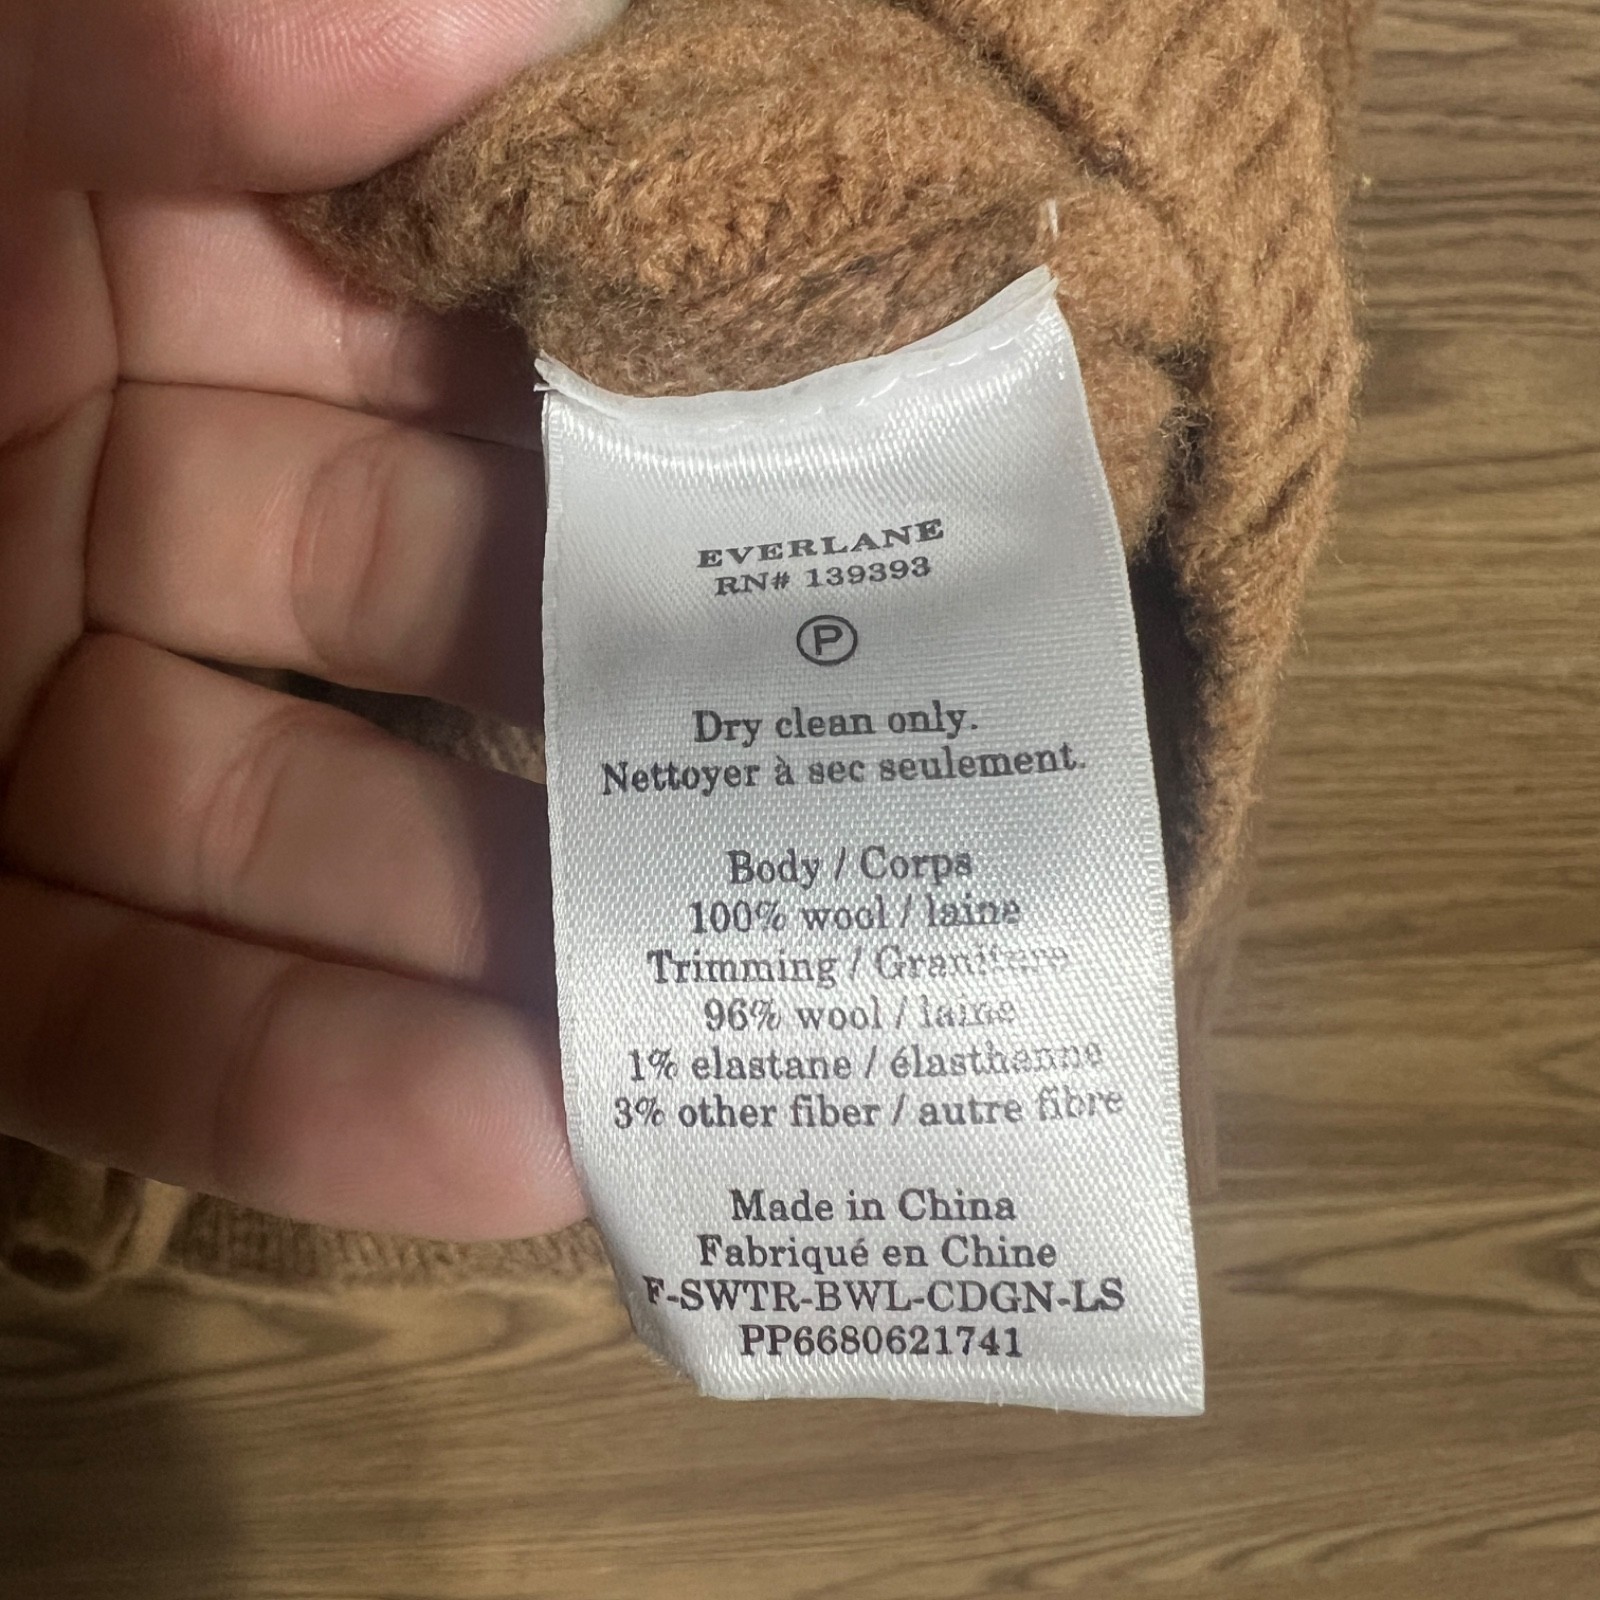 EVERLANE
RN# 139393
P
Dry clean only.
Nettoyer à sec seulement.
Body / Corps
100% wool / laine
Trimming / Graniture
96% wool / laine
1% elastane / élasthanne
3% other fiber / autre fibre
Made in China
Fabriqué en Chine
F-SWTR-BWL-CDGN-LS
PP6680621741